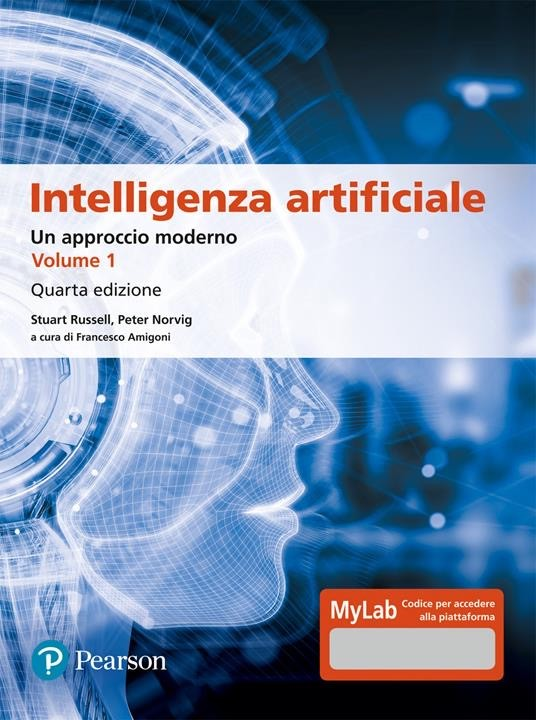 Intelligenza artificiale
Un approccio moderno
Volume 1
Quarta edizione
Stuart Russell, Peter Norvig
a cura di Francesco Amigoni
MyLab
Codice per accedere
alla piattaforma
P Pearson